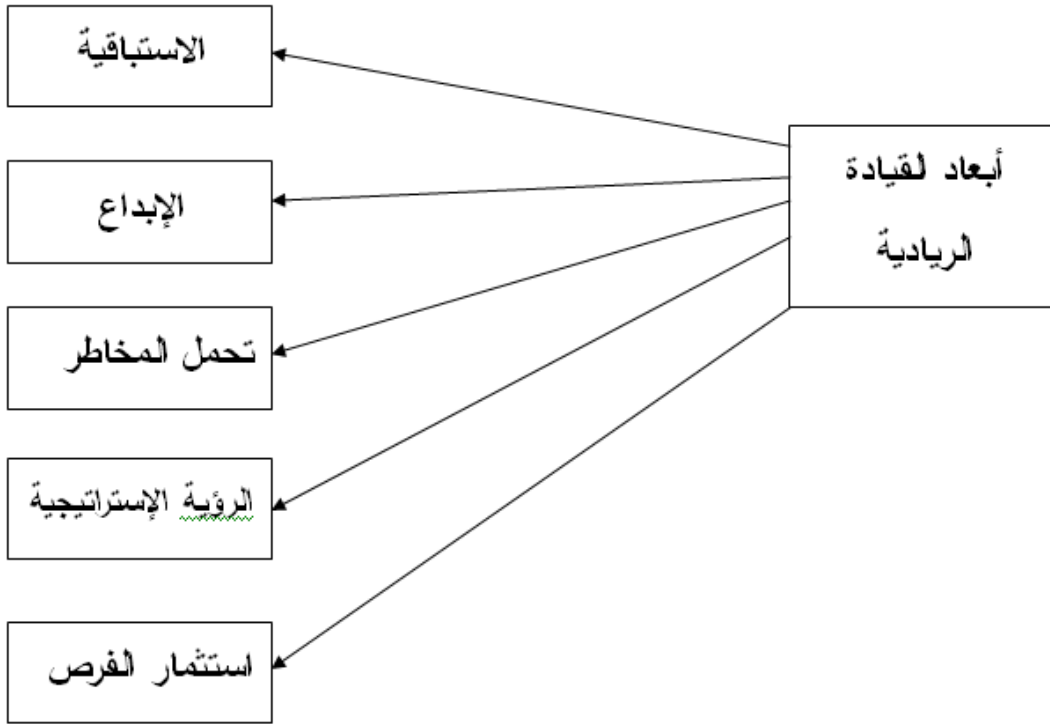 أبعاد لقيادة
الريادية
الاستباقية
الإبداع
تحمل المخاطر
الرؤية الإستراتيجية
استثمار الفرص